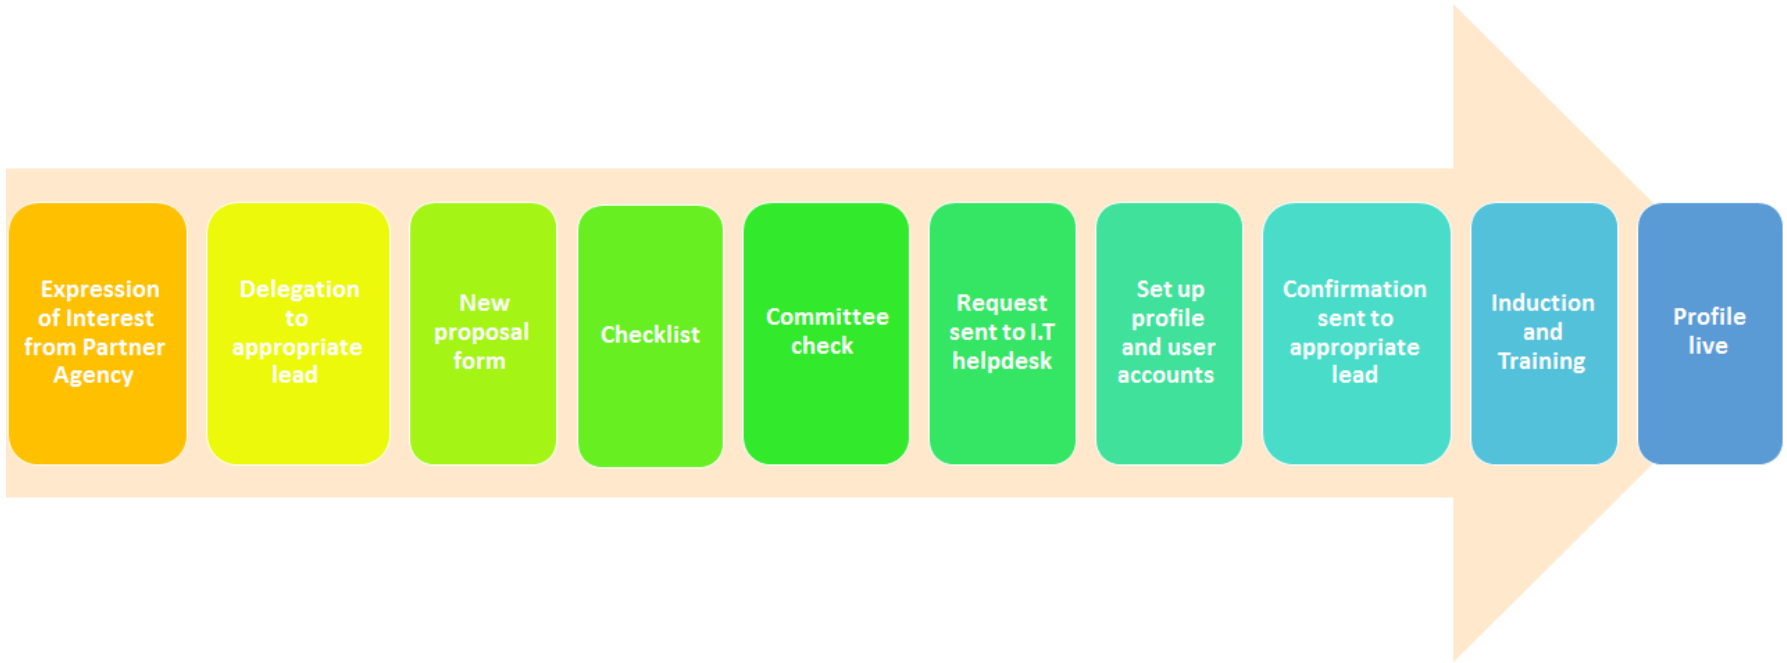 Expression
of Interest
from Partner
Agency
Delegation
to
appropriate
lead
New
proposal
form
Checklist
Committee
check
Request
sent to I.T
helpdesk
Set up
profile
and user
accounts
Confirmation
sent to
appropriate
lead
Induction
and
Training
Profile
live